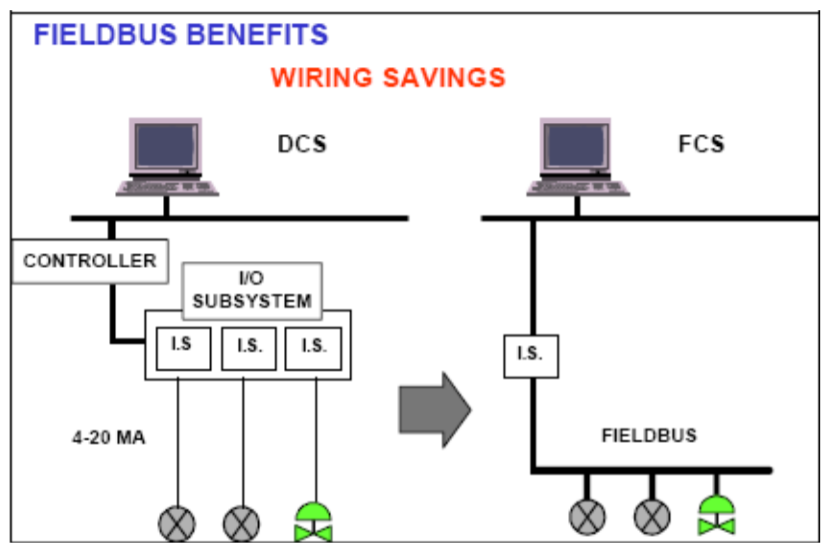 FIELDBUS BENEFITS
WIRING SAVINGS
DCS
FCS
CONTROLLER
I/O
SUBSYSTEM
I.S
I.S.
I.S.
I.S.
4-20 MA
FIELDBUS